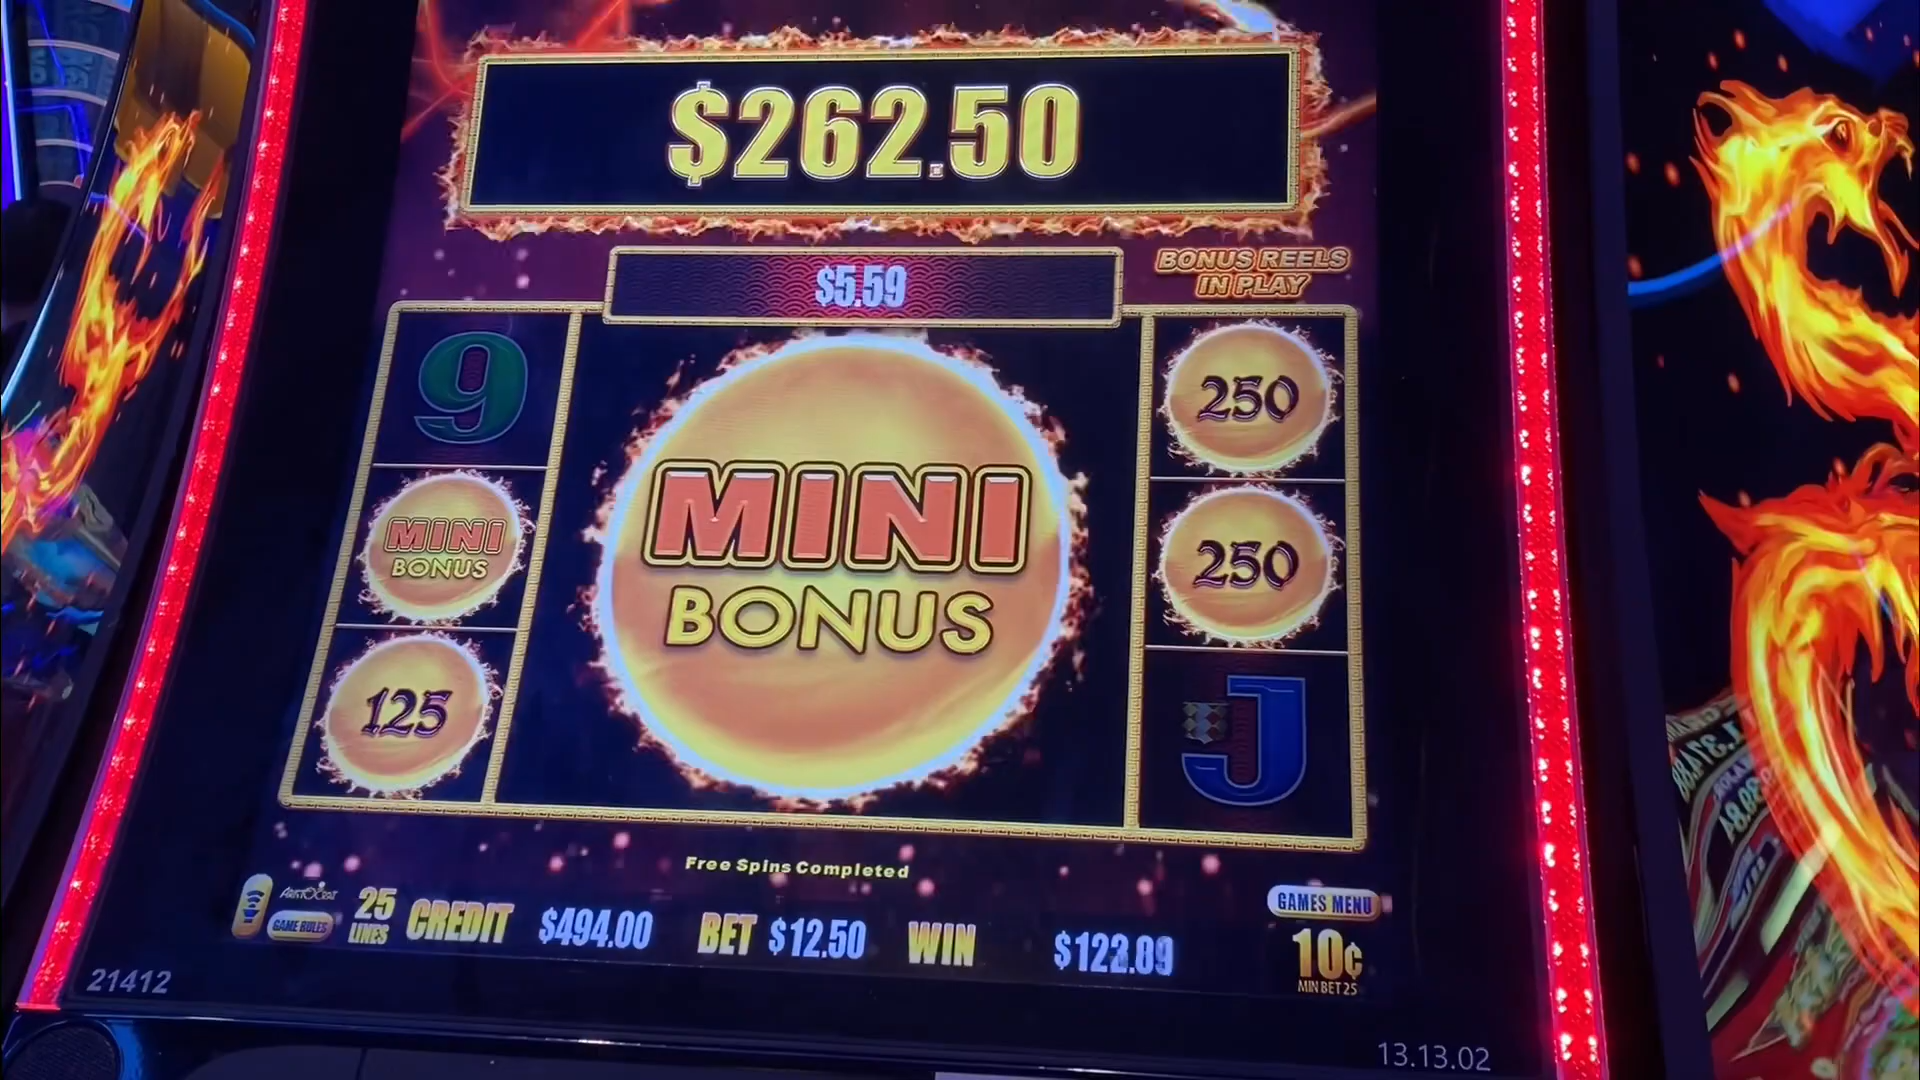 $262.50
$5.59
BONUS REELS
IN PLAY
9
250
MINI
BONUS
MINI
BONUS
250
125
J
Free Spins Completed
ARISTOCRAT
GAME RULES
25
LINES
CREDIT $494.00
BET $12.50
WIN
GAMES MENU
10¢
MIN BET 25
21412
13.13.02